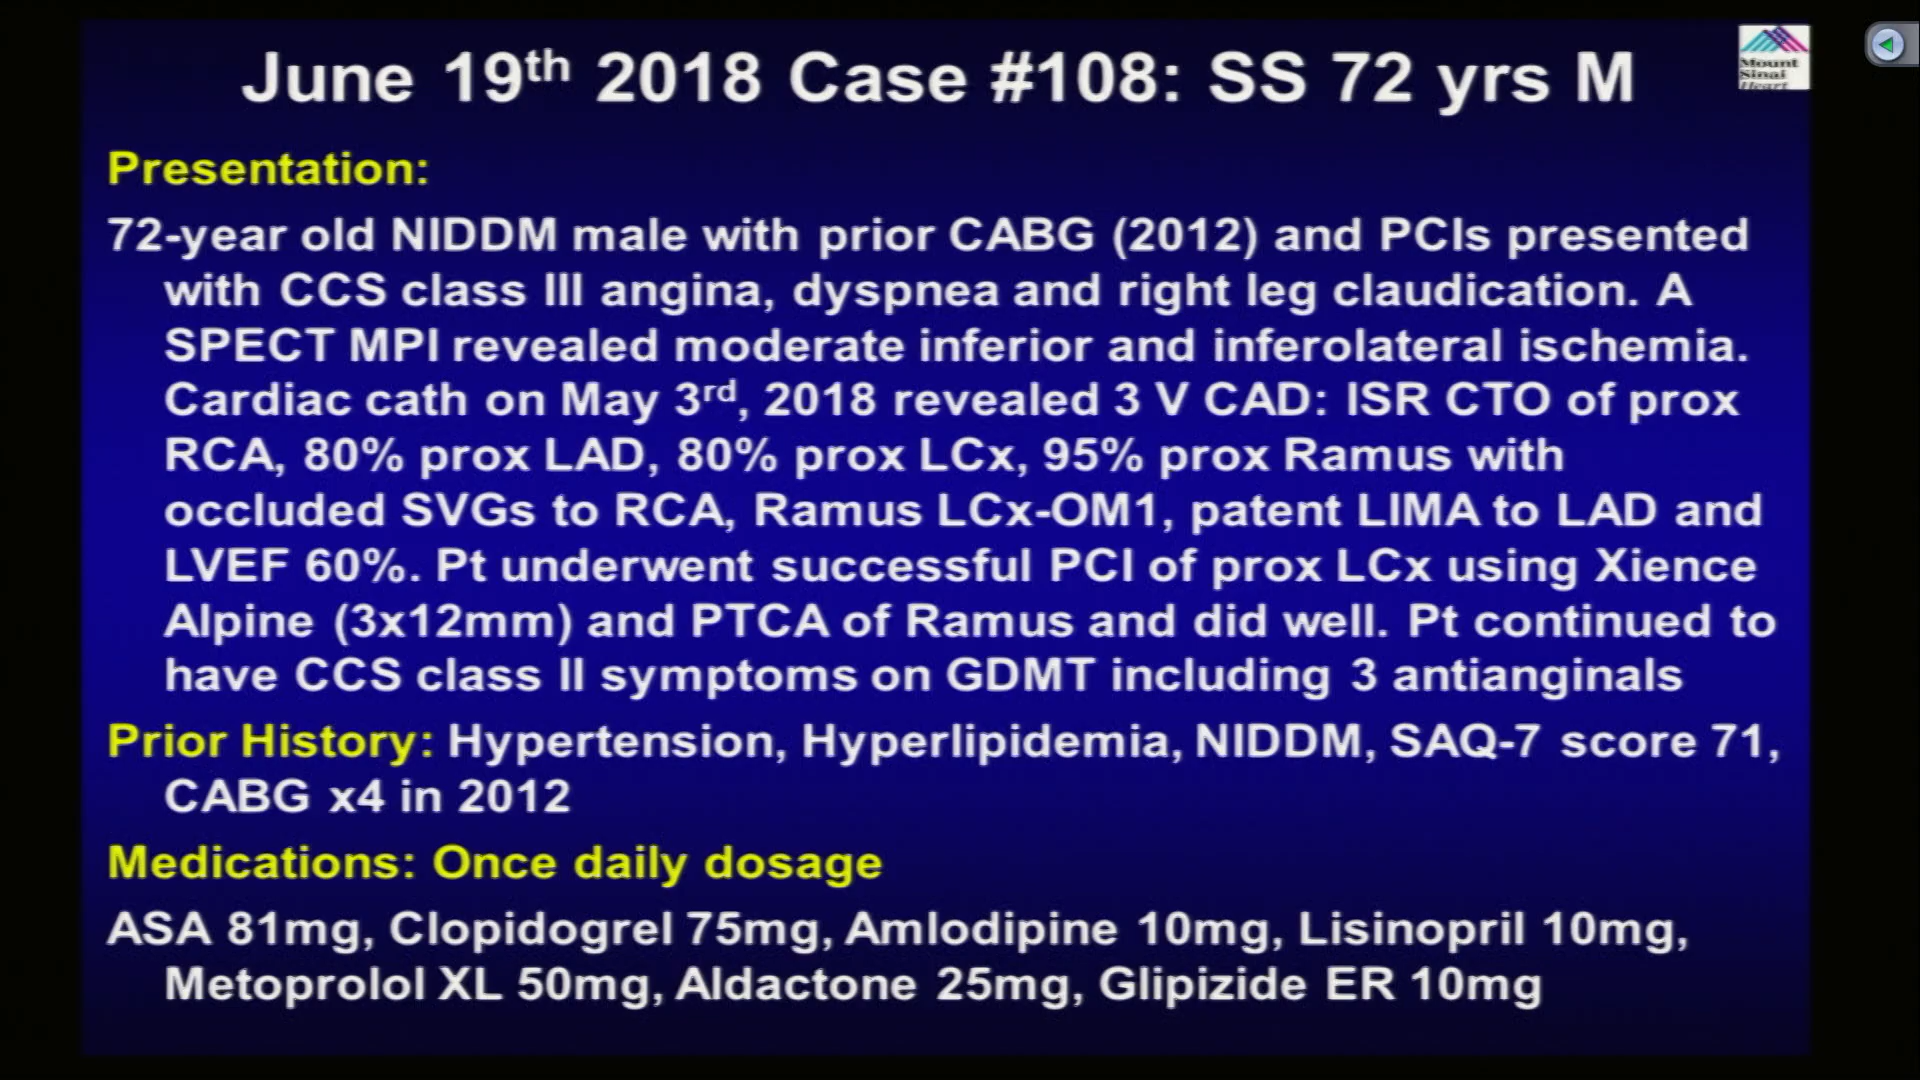 June 19th 2018 Case #108: SS 72 yrs M
Mount
Sinai
Heart
Presentation:
72-year old NIDDM male with prior CABG (2012) and PCIs presented
with CCS class III angina, dyspnea and right leg claudication. A
SPECT MPI revealed moderate inferior and inferolateral ischemia.
Cardiac cath on May 3rd, 2018 revealed 3 V CAD: ISR CTO of prox
RCA, 80% prox LAD, 80% prox LCx, 95% prox Ramus with
occluded SVGs to RCA, Ramus LCx-OM1, patent LIMA to LAD and
LVEF 60%. Pt underwent successful PCI of prox LCx using Xience
Alpine (3x12mm) and PTCA of Ramus and did well. Pt continued to
have CCS class II symptoms on GDMT including 3 antianginals
Prior History: Hypertension, Hyperlipidemia, NIDDM, SAQ-7 score 71,
CABG x4 in 2012
Medications: Once daily dosage
ASA 81mg, Clopidogrel 75mg, Amlodipine 10mg, Lisinopril 10mg,
Metoprolol XL 50mg, Aldactone 25mg, Glipizide ER 10mg